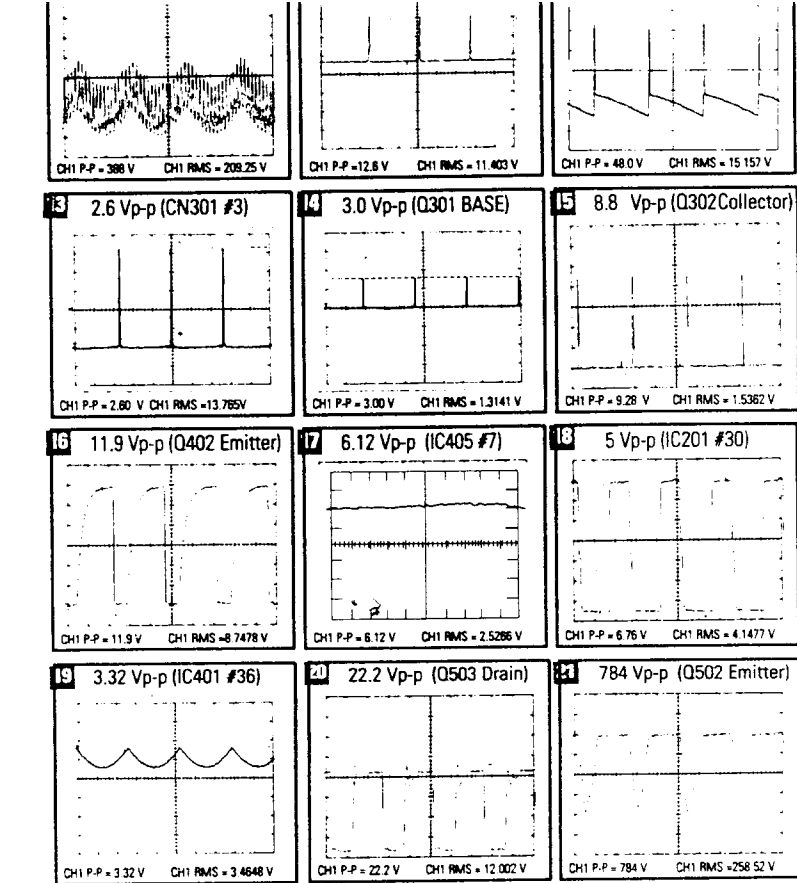 CH1 P-P = 388 V CH1 RMS = 209.25 V
CH1 P-P =12.6 V CH1 RMS = 11.403 V
CH1 P-P = 48.0 V CH1 RMS = 15 157 V
13 2.6 Vp-p (CN301 #3)
CH1 P-P = 2.60 V CH1 RMS =13.765V
14 3.0 Vp-p (Q301 BASE)
CH1 P-P = 3.00 V CH1 RMS = 1.3141 V
15 8.8 Vp-p (Q302Collector)
CH1 P-P = 9.28 V CH1 RMS = 1.5362 V
16 11.9 Vp-p (Q402 Emitter)
CH1 P-P = 11.9 V CH1 RMS =8.7478 V
17 6.12 Vp-p (IC405 #7)
CH1 P-P = 6.12 V CH1 RMS = 2.5286 V
18 5 Vp-p (IC201 #30)
CH1 P-P = 6.76 V CH1 RMS = 4.1477 V
19 3.32 Vp-p (IC401 #36)
CH1 P-P = 3.32 V CH1 RMS = 3.4648 V
20 22.2 Vp-p (Q503 Drain)
CH1 P-P = 22.2 V CH1 RMS = 12.002 V
21 784 Vp-p (Q502 Emitter)
CH1 P-P = 784 V CH1 RMS =258 52 V